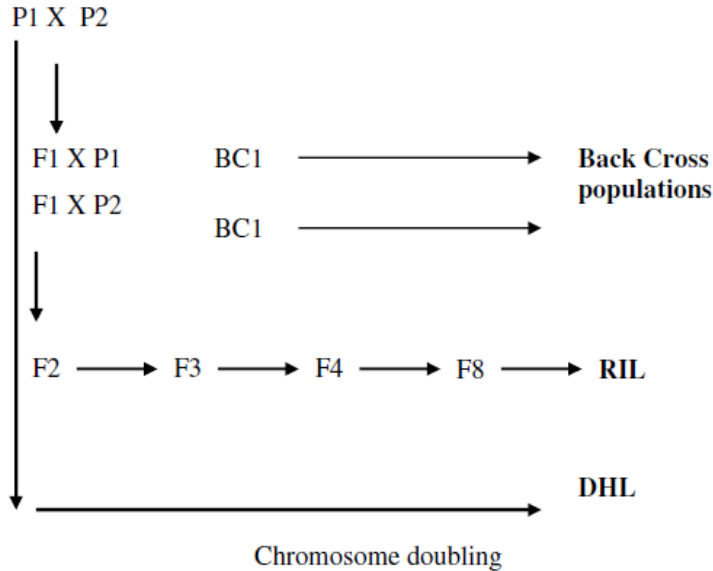 P1 X P2
F1 X P1
BC1
Back Cross
populations
F1 X P2
BC1
F2
F3
F4
F8
RIL
DHL
Chromosome doubling